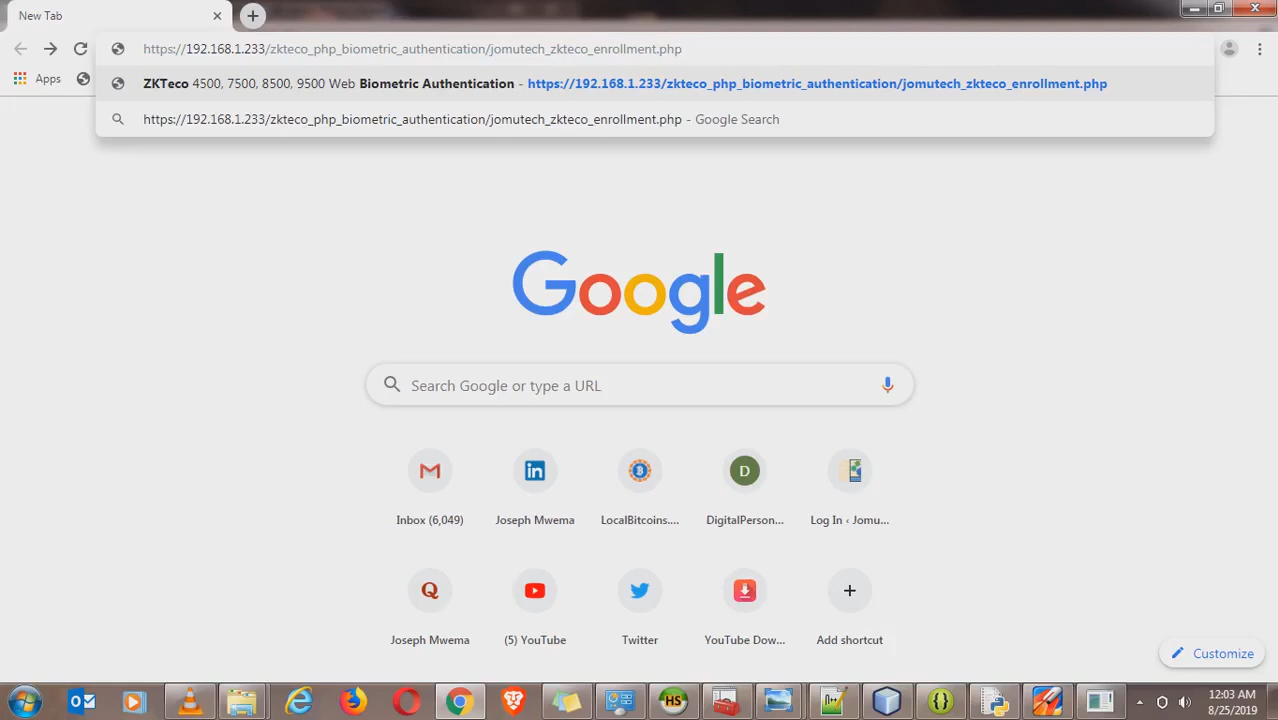 New Tab
https://192.168.1.233/zkteco_php_biometric_authentication/jomutech_zkteco_enrollment.php
Apps
ZKTeco 4500, 7500, 8500, 9500 Web Biometric Authentication - https://192.168.1.233/zkteco_php_biometric_authentication/jomutech_zkteco_enrollment.php
https://192.168.1.233/zkteco_php_biometric_authentication/jomutech_zkteco_enrollment.php - Google Search
Google
Search Google or type a URL
D
Inbox (6,049)
Joseph Mwema
LocalBitcoins....
DigitalPerson...
Log In ‹ Jomu...
Q
Joseph Mwema
(5) YouTube
Twitter
YouTube Dow...
Add shortcut
Customize
HS
12:03 AM
8/25/2019